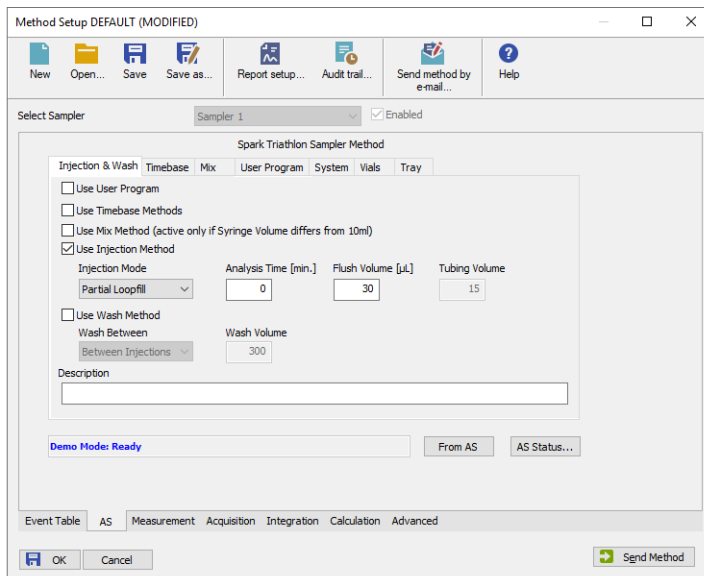 Method Setup DEFAULT (MODIFIED)
New Open... Save Save as... Report setup... Audit trail... Send method by e-mail... Help
Select Sampler Sampler 1 Enabled
Spark Triathlon Sampler Method
Injection & Wash Timebase Mix User Program System Vials Tray
Use User Program
Use Timebase Methods
Use Mix Method (active only if Syringe Volume differs from 10ml)
Use Injection Method
Injection Mode Analysis Time [min.] Flush Volume [µL] Tubing Volume
Partial Loopfill 0 30 15
Use Wash Method
Wash Between Wash Volume
Between Injections 300
Description
Demo Mode: Ready From AS AS Status...
Event Table AS Measurement Acquisition Integration Calculation Advanced
OK Cancel Send Method